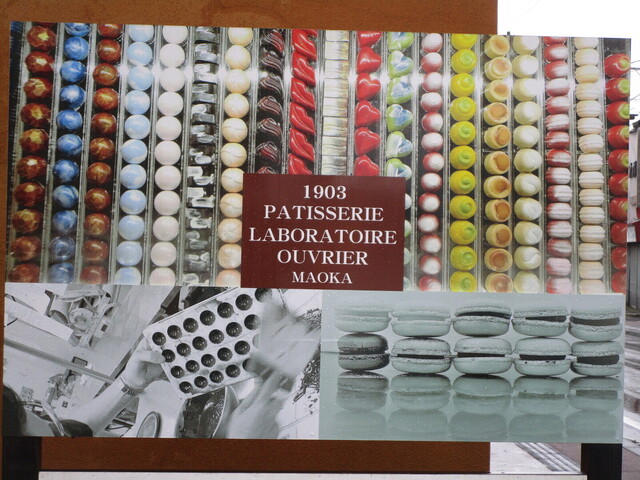 1903
PATISSERIE
LABORATOIRE
OUVRIER
MAOKA